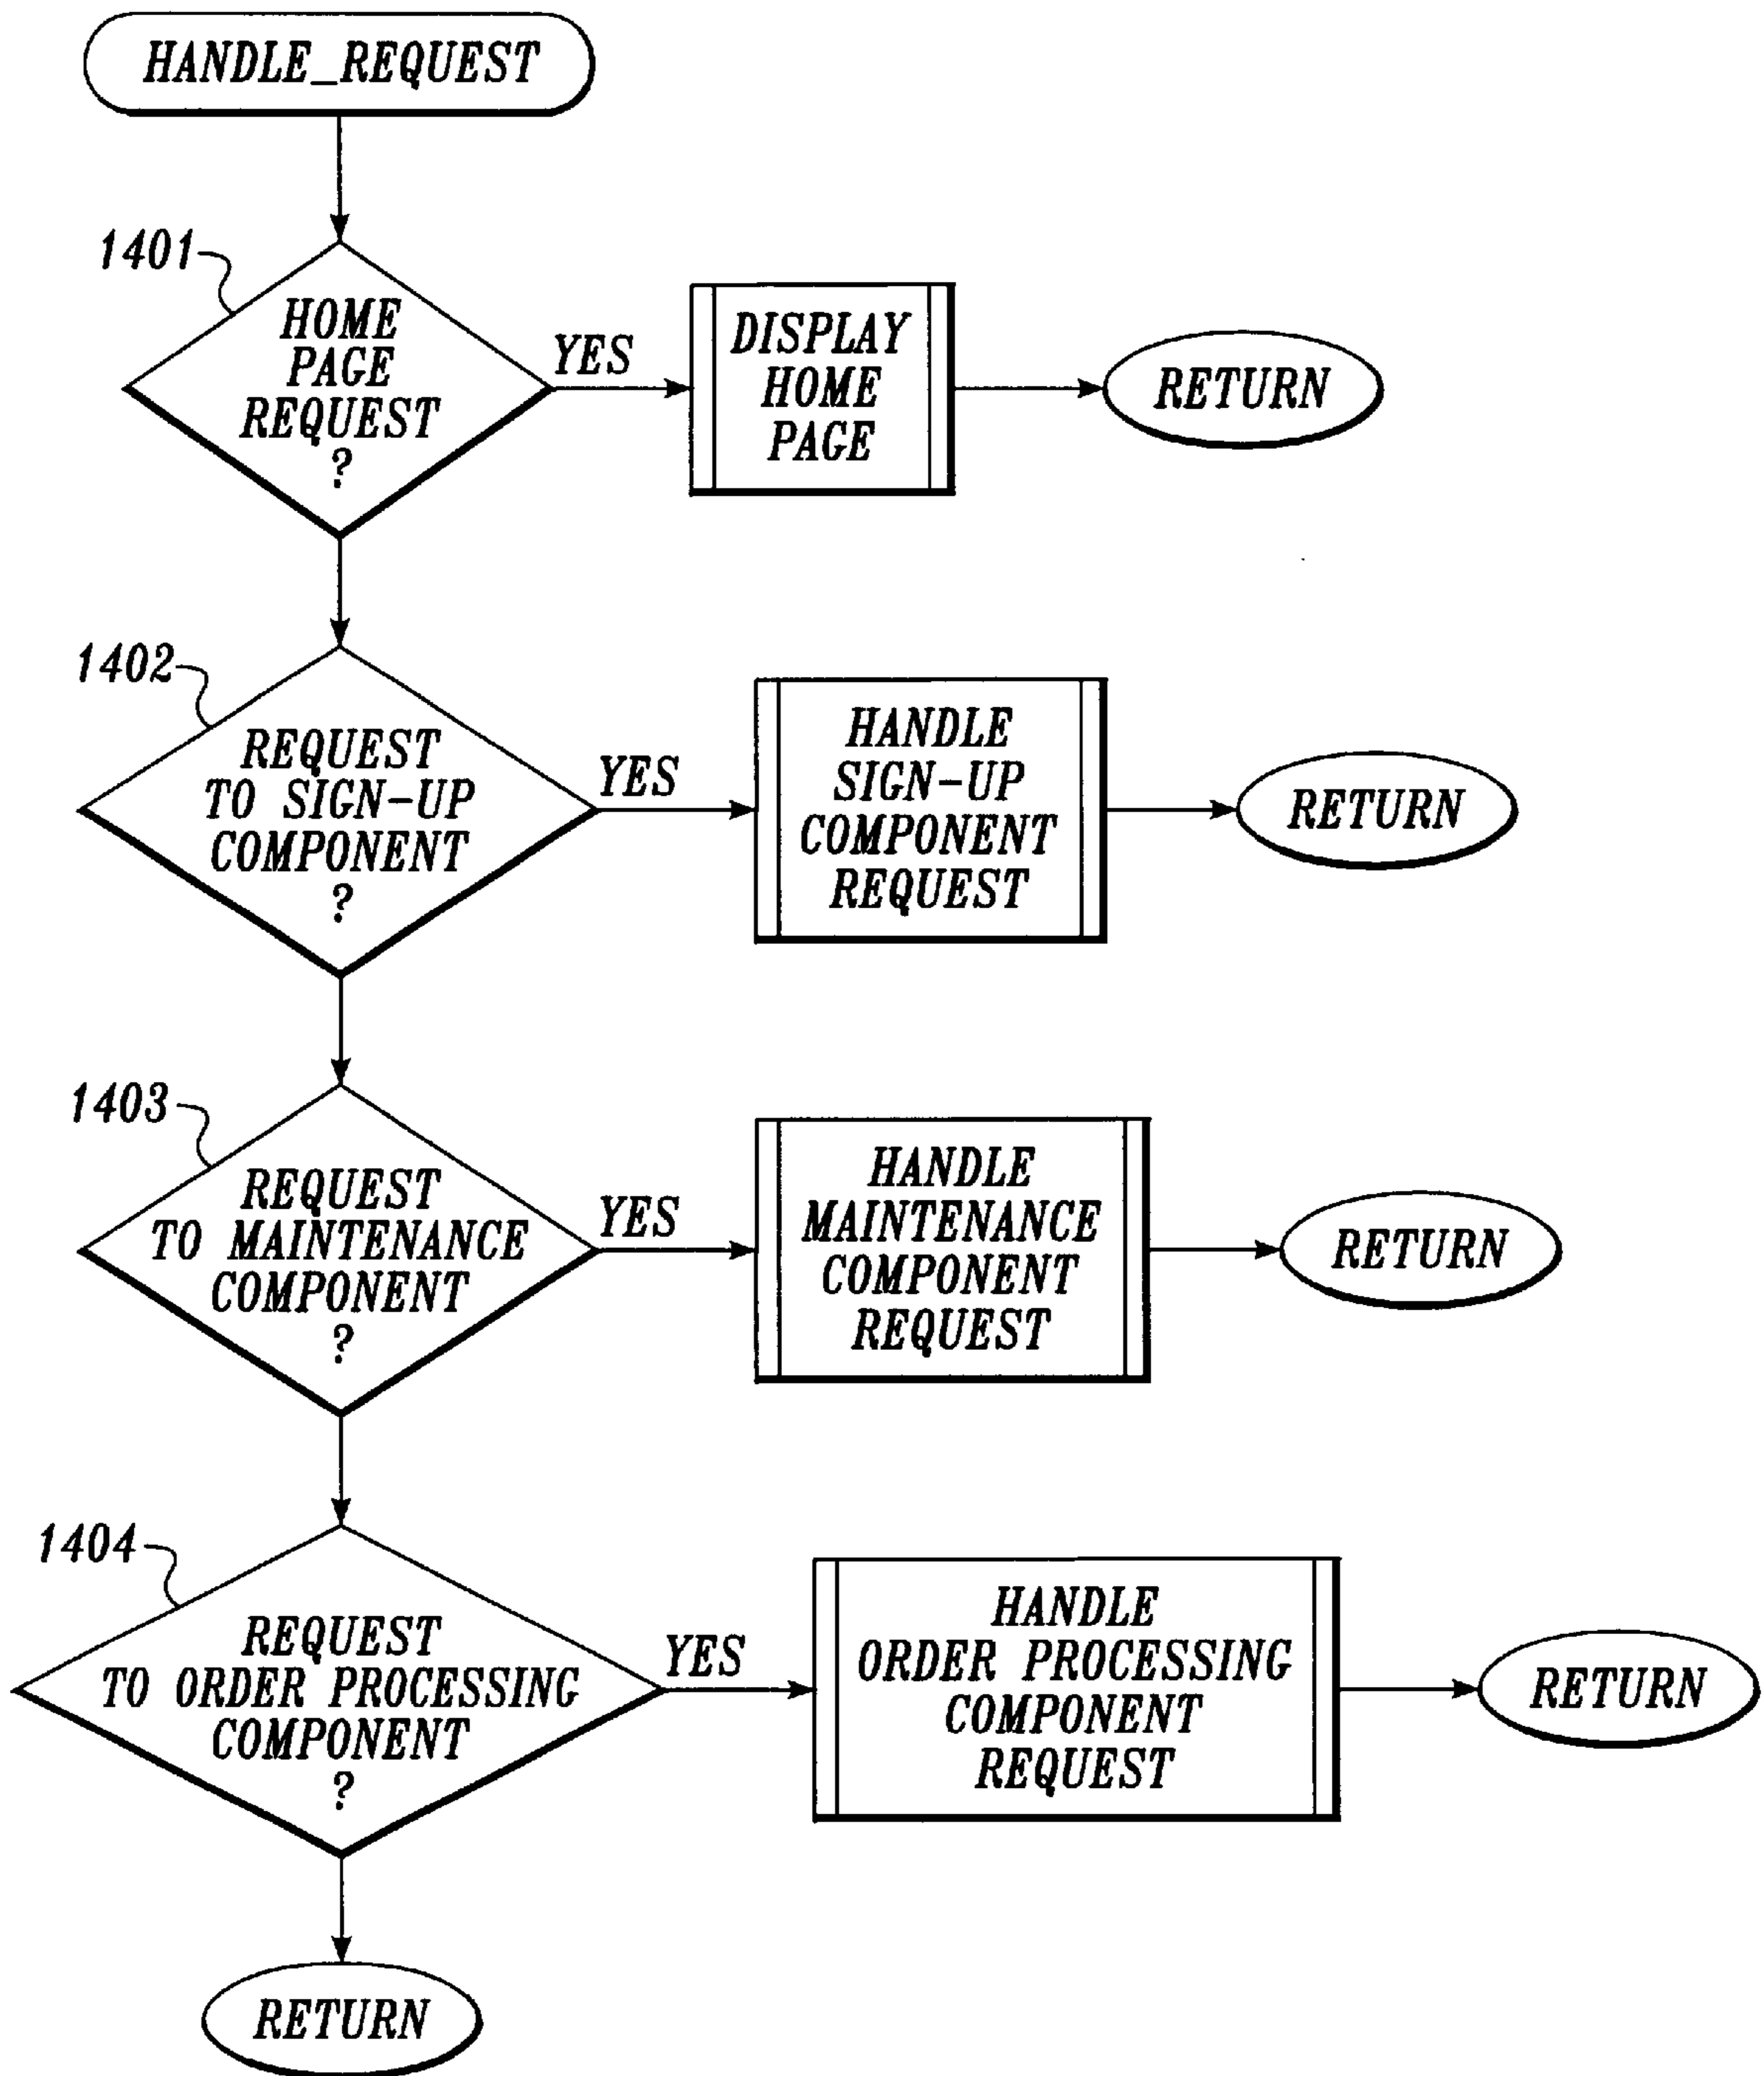 HANDLE_REQUEST
1401
HOME
PAGE
REQUEST
?
YES
DISPLAY
HOME
PAGE
RETURN
1402
REQUEST
TO SIGN-UP
COMPONENT
?
YES
HANDLE
SIGN-UP
COMPONENT
REQUEST
RETURN
1403
REQUEST
TO MAINTENANCE
COMPONENT
?
YES
HANDLE
MAINTENANCE
COMPONENT
REQUEST
RETURN
1404
REQUEST
TO ORDER PROCESSING
COMPONENT
?
YES
HANDLE
ORDER PROCESSING
COMPONENT
REQUEST
RETURN
RETURN